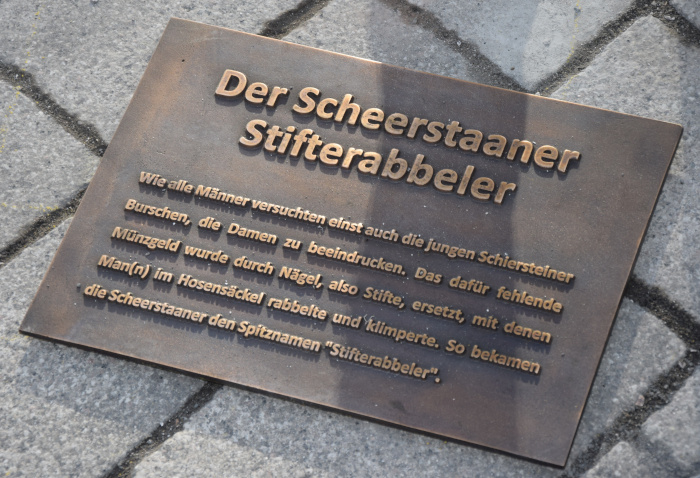 Der Scheerstaaner
Stifterabbeler
Wie alle Männer versuchten einst auch die jungen Schiersteiner
Burschen, die Damen zu beeindrucken. Das dafür fehlende
Münzgeld wurde durch Nägel, also Stifte, ersetzt, mit denen
Man(n) im Hosensäckel rabbelte und klimperte. So bekamen
die Scheerstaaner den Spitznamen "Stifterabbeler".